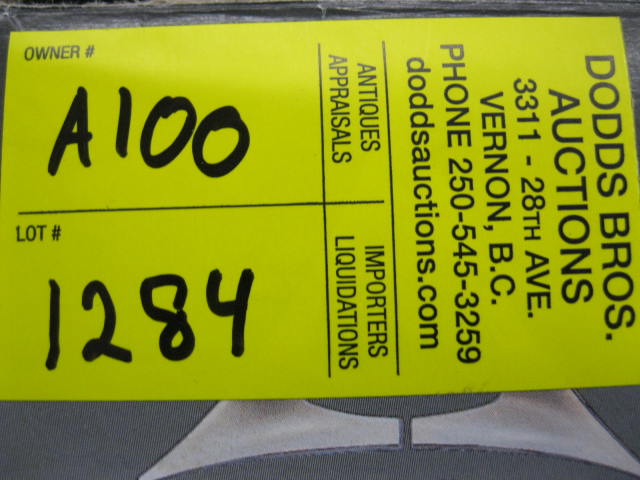 DODDS BROS.
AUCTIONS
3311 - 28TH AVE.
VERNON, B.C.
PHONE 250-545-3259
doddsauctions.com
ANTIQUES
APPRAISALS
IMPORTERS
LIQUIDATIONS
OWNER #
A100
LOT #
1284